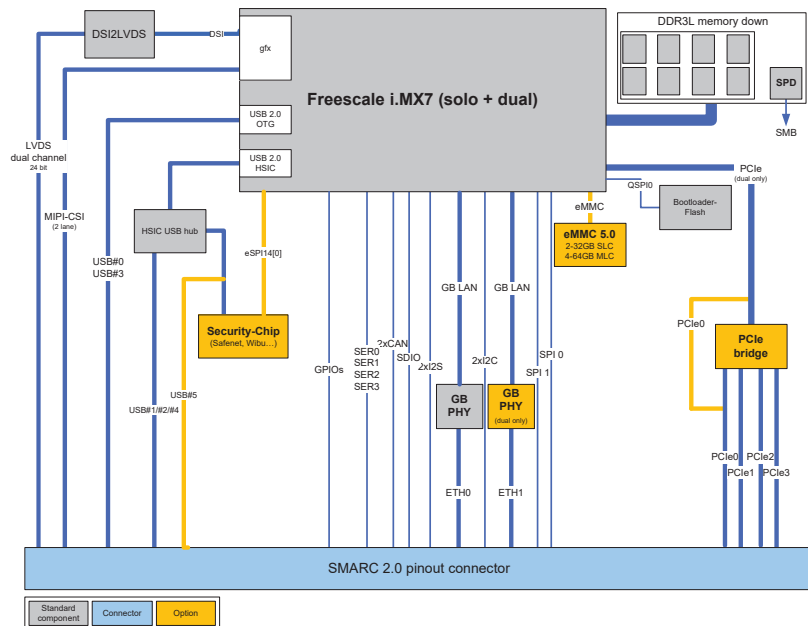 DDR3L memory down
DSI2LVDS
DSI
gfx
Freescale i.MX7 (solo + dual)
SPD
SMB
USB 2.0
OTG
USB 2.0
HSIC
LVDS
dual channel
24 bit
MIPI-CSI
(2 lane)
HSIC USB hub
USB#0
USB#3
eSPI14[0]
eMMC
eMMC 5.0
2-32GB SLC
4-64GB MLC
QSPI0
Bootloader-
Flash
PCIe
(dual only)
GB LAN
GB LAN
Security-Chip
(Safenet, Wibu…)
PCIe0
PCIe
bridge
GPIOs
SER0
SER1
SER2
SER3
2xCAN
SDIO
2xI2S
2xI2C
SPI 0
SPI 1
USB#5
USB#1/#2/#4
GB
PHY
GB
PHY
(dual only)
PCIe0
PCIe1
PCIe2
PCIe3
ETH0
ETH1
SMARC 2.0 pinout connector
Standard
component
Connector
Option